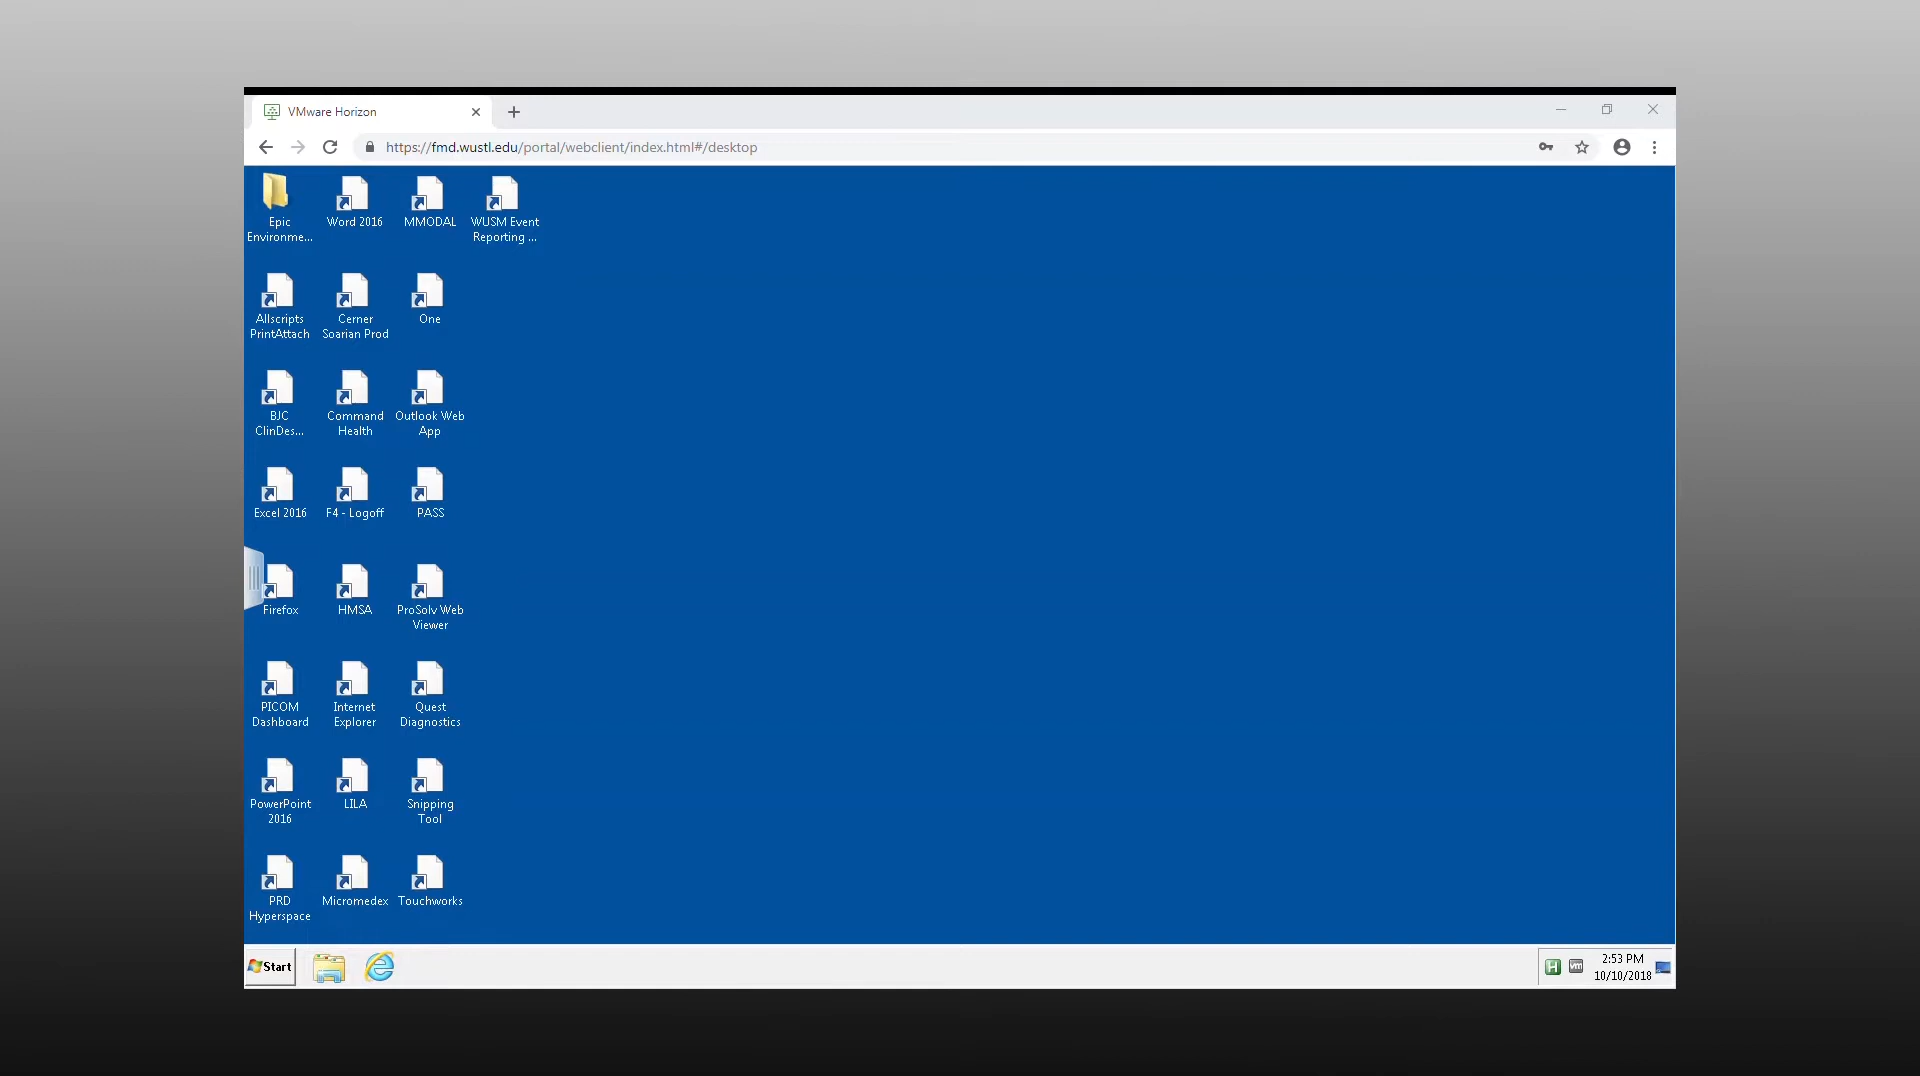 VMware Horizon
https://fmd.wustl.edu/portal/webclient/index.html#/desktop
Epic
Environme...
Word 2016
MMODAL
WUSM Event
Reporting ...
Allscripts
PrintAttach
Cerner
Soarian Prod
One
BJC
ClinDes...
Command
Health
Outlook Web
App
Excel 2016
F4 - Logoff
PASS
Firefox
HMSA
ProSolv Web
Viewer
PICOM
Dashboard
Internet
Explorer
Quest
Diagnostics
PowerPoint
2016
LILA
Snipping
Tool
PRD
Hyperspace
Micromedex
Touchworks
Start
H
vm
2:53 PM
10/10/2018